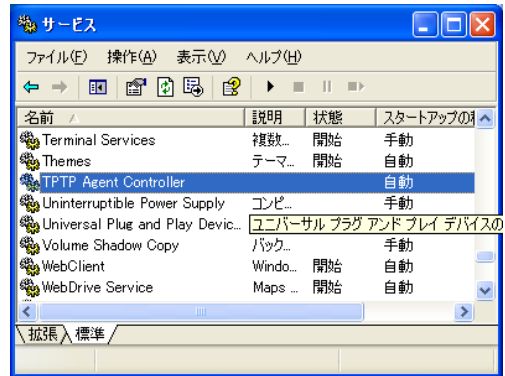 サービス
ファイル(F) 操作(A) 表示(V) ヘルプ(H)
名前 説明 状態 スタートアップの
Terminal Services 複数... 開始 手動
Themes テーマ... 開始 自動
TPTP Agent Controller 自動
Uninterruptible Power Supply コンピ... 手動
Universal Plug and Play Devic... ユニバーサル プラグ アンド プレイ デバイスの
Volume Shadow Copy バック... 手動
WebClient Windo... 開始 自動
WebDrive Service Maps ... 開始 自動
拡張 標準